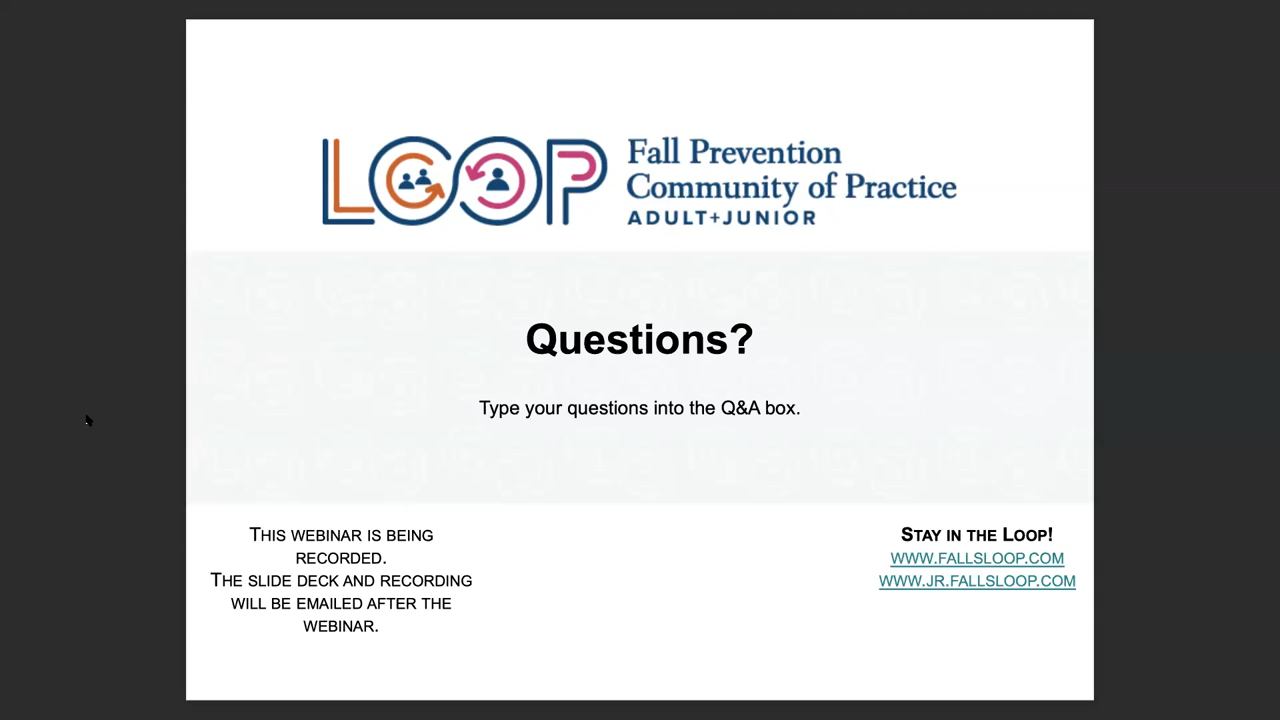 LOOP
Fall Prevention
Community of Practice
ADULT+JUNIOR
Questions?
Type your questions into the Q&A box.
THIS WEBINAR IS BEING
RECORDED.
THE SLIDE DECK AND RECORDING
WILL BE EMAILED AFTER THE
WEBINAR.
STAY IN THE LOOP!
WWW.FALLSLOOP.COM
WWW.JR.FALLSLOOP.COM